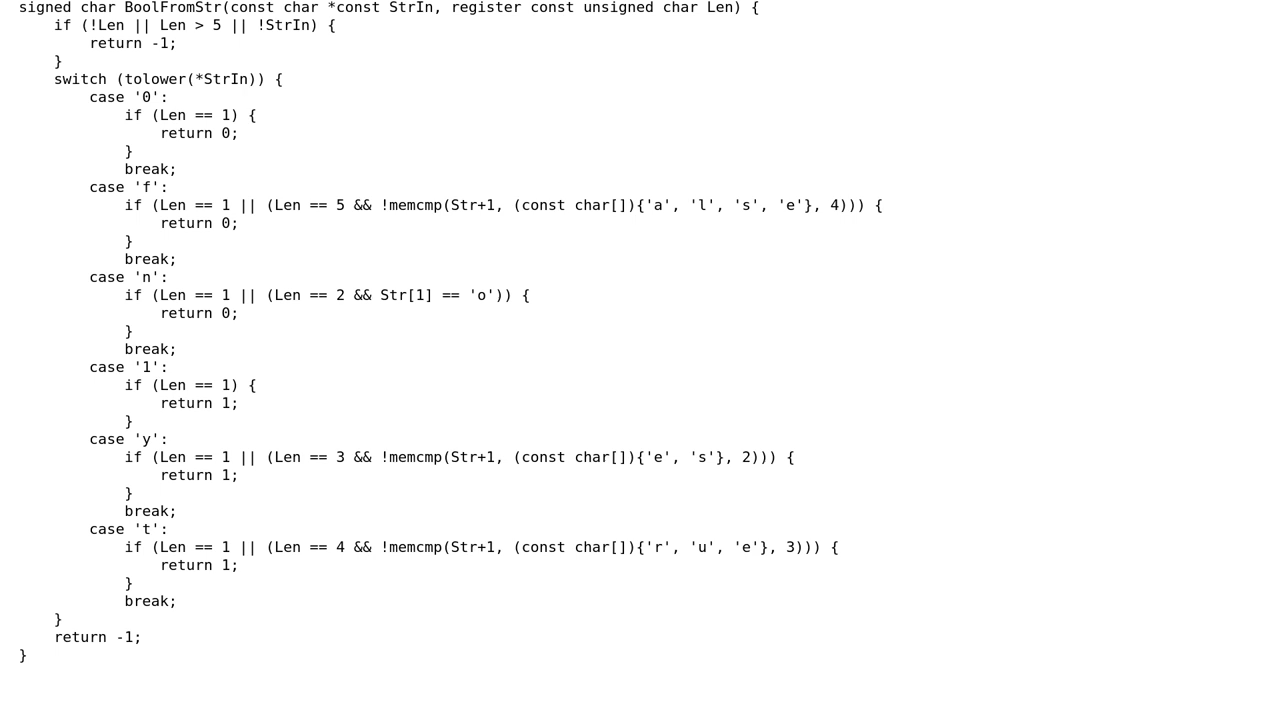 signed char BoolFromStr(const char *const StrIn, register const unsigned char Len) {
    if (!Len || Len > 5 || !StrIn) {
        return -1;
    }
    switch (tolower(*StrIn)) {
        case '0':
            if (Len == 1) {
                return 0;
            }
            break;
        case 'f':
            if (Len == 1 || (Len == 5 && !memcmp(Str+1, (const char[]){'a', 'l', 's', 'e'}, 4))) {
                return 0;
            }
            break;
        case 'n':
            if (Len == 1 || (Len == 2 && Str[1] == 'o')) {
                return 0;
            }
            break;
        case '1':
            if (Len == 1) {
                return 1;
            }
        case 'y':
            if (Len == 1 || (Len == 3 && !memcmp(Str+1, (const char[]){'e', 's'}, 2))) {
                return 1;
            }
            break;
        case 't':
            if (Len == 1 || (Len == 4 && !memcmp(Str+1, (const char[]){'r', 'u', 'e'}, 3))) {
                return 1;
            }
            break;
    }
    return -1;
}